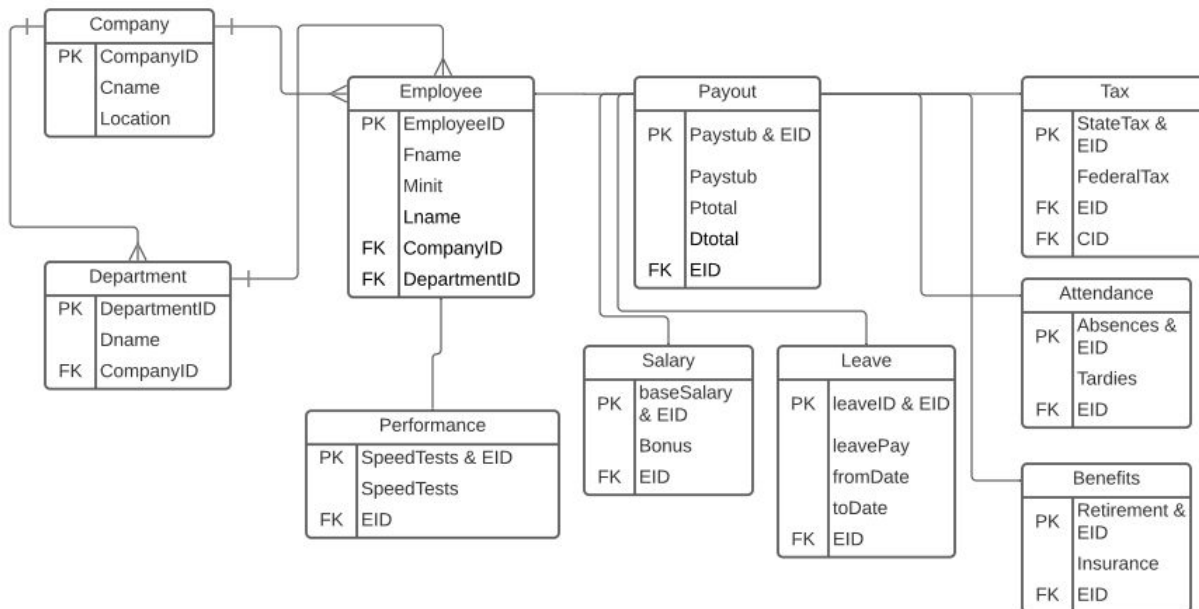 Company
PK CompanyID
Cname
Location
Employee
PK EmployeeID
Fname
Minit
Lname
FK CompanyID
FK DepartmentID
Payout
PK Paystub & EID
Paystub
Ptotal
Dtotal
FK EID
Tax
PK StateTax &
EID
FederalTax
FK EID
FK CID
Department
PK DepartmentID
Dname
FK CompanyID
Attendance
PK Absences &
EID
Tardies
FK EID
Performance
PK SpeedTests & EID
SpeedTests
FK EID
Salary
PK baseSalary
& EID
Bonus
FK EID
Leave
PK leaveID & EID
leavePay
fromDate
toDate
FK EID
Benefits
PK Retirement &
EID
Insurance
FK EID